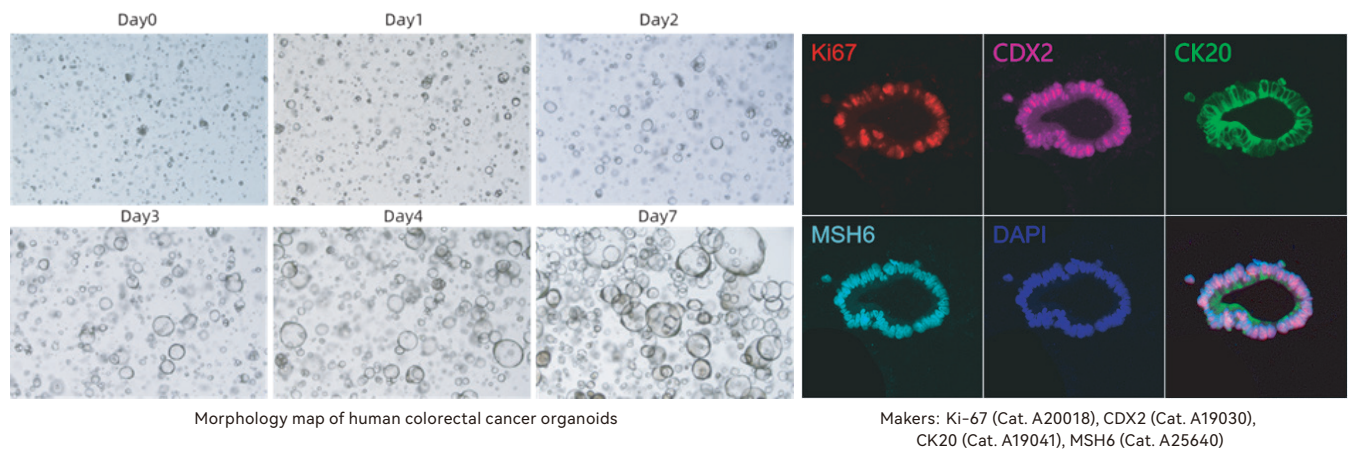 Day0
Day1
Day2
Day3
Day4
Day7
Morphology map of human colorectal cancer organoids
Ki67
CDX2
CK20
MSH6
DAPI
Makers: Ki-67 (Cat. A20018), CDX2 (Cat. A19030),
CK20 (Cat. A19041), MSH6 (Cat. A25640)